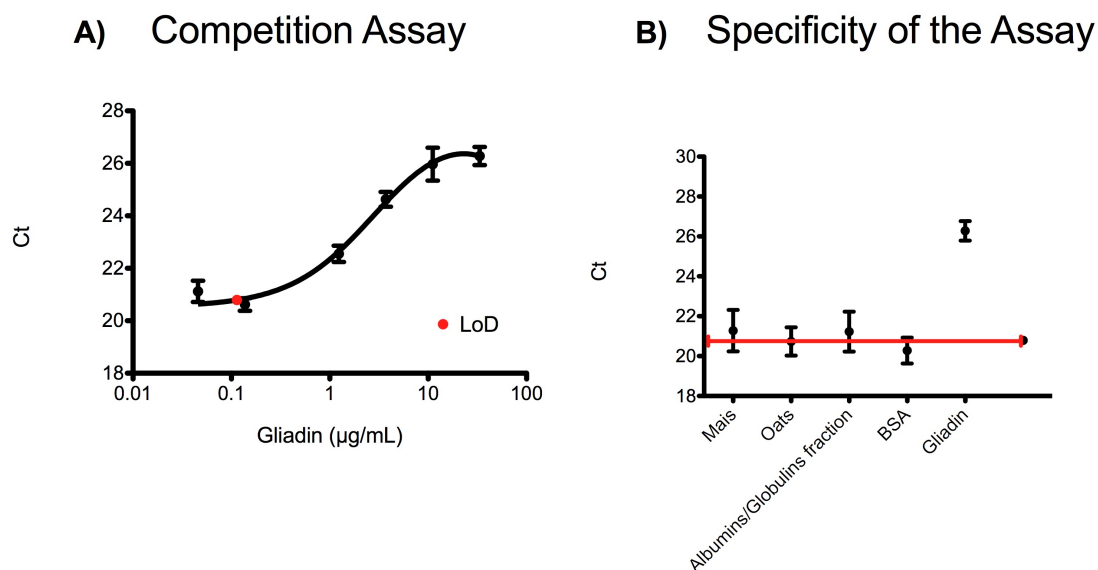 A) Competition Assay
28
26
24
22
20
18
Ct
0.01 0.1 1 10 100
Gliadin (µg/mL)
LoD
B) Specificity of the Assay
30
28
26
24
22
20
18
Ct
Mais
Oats
Albumins/Globulins fraction
BSA
Gliadin